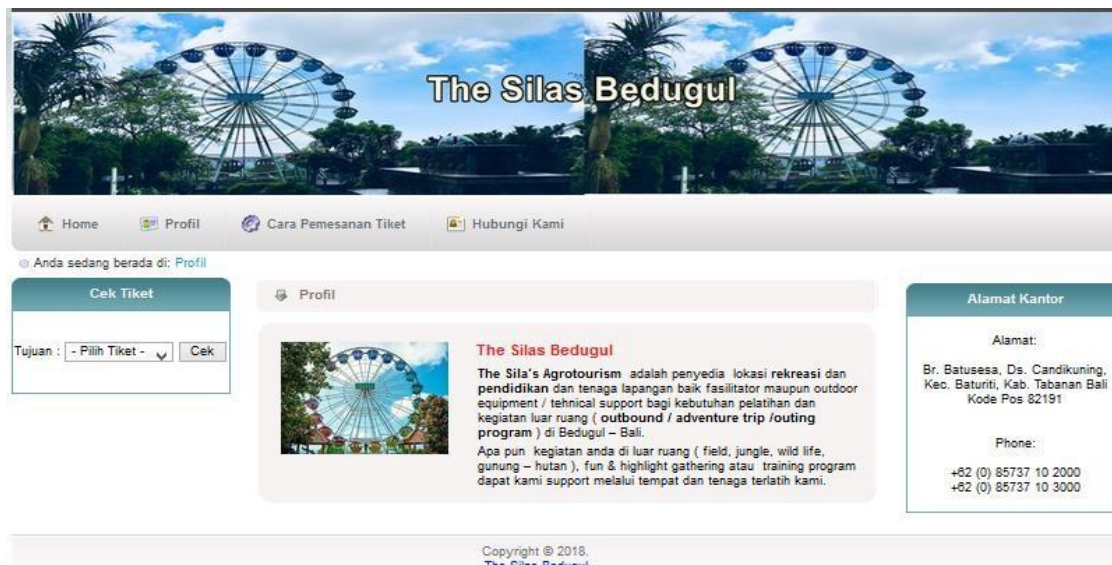 The Silas Bedugul
Home Profil Cara Pemesanan Tiket Hubungi Kami
Anda sedang berada di: Profil
Cek Tiket
Tujuan : - Pilih Tiket - Cek
Profil
The Silas Bedugul
The Sila's Agrotourism adalah penyedia lokasi rekreasi dan
pendidikan dan tenaga lapangan baik fasilitator maupun outdoor
equipment / tehnical support bagi kebutuhan pelatihan dan
kegiatan luar ruang ( outbound / adventure trip /outing
program ) di Bedugul – Bali.
Apa pun kegiatan anda di luar ruang ( field, jungle, wild life,
gunung – hutan ), fun & highlight gathering atau training program
dapat kami support melalui tempat dan tenaga terlatih kami.
Alamat Kantor
Alamat:
Br. Batusesa, Ds. Candikuning,
Kec. Baturiti, Kab. Tabanan Bali
Kode Pos 82191
Phone:
+62 (0) 85737 10 2000
+62 (0) 85737 10 3000
Copyright © 2018.
The Silas Bedugul